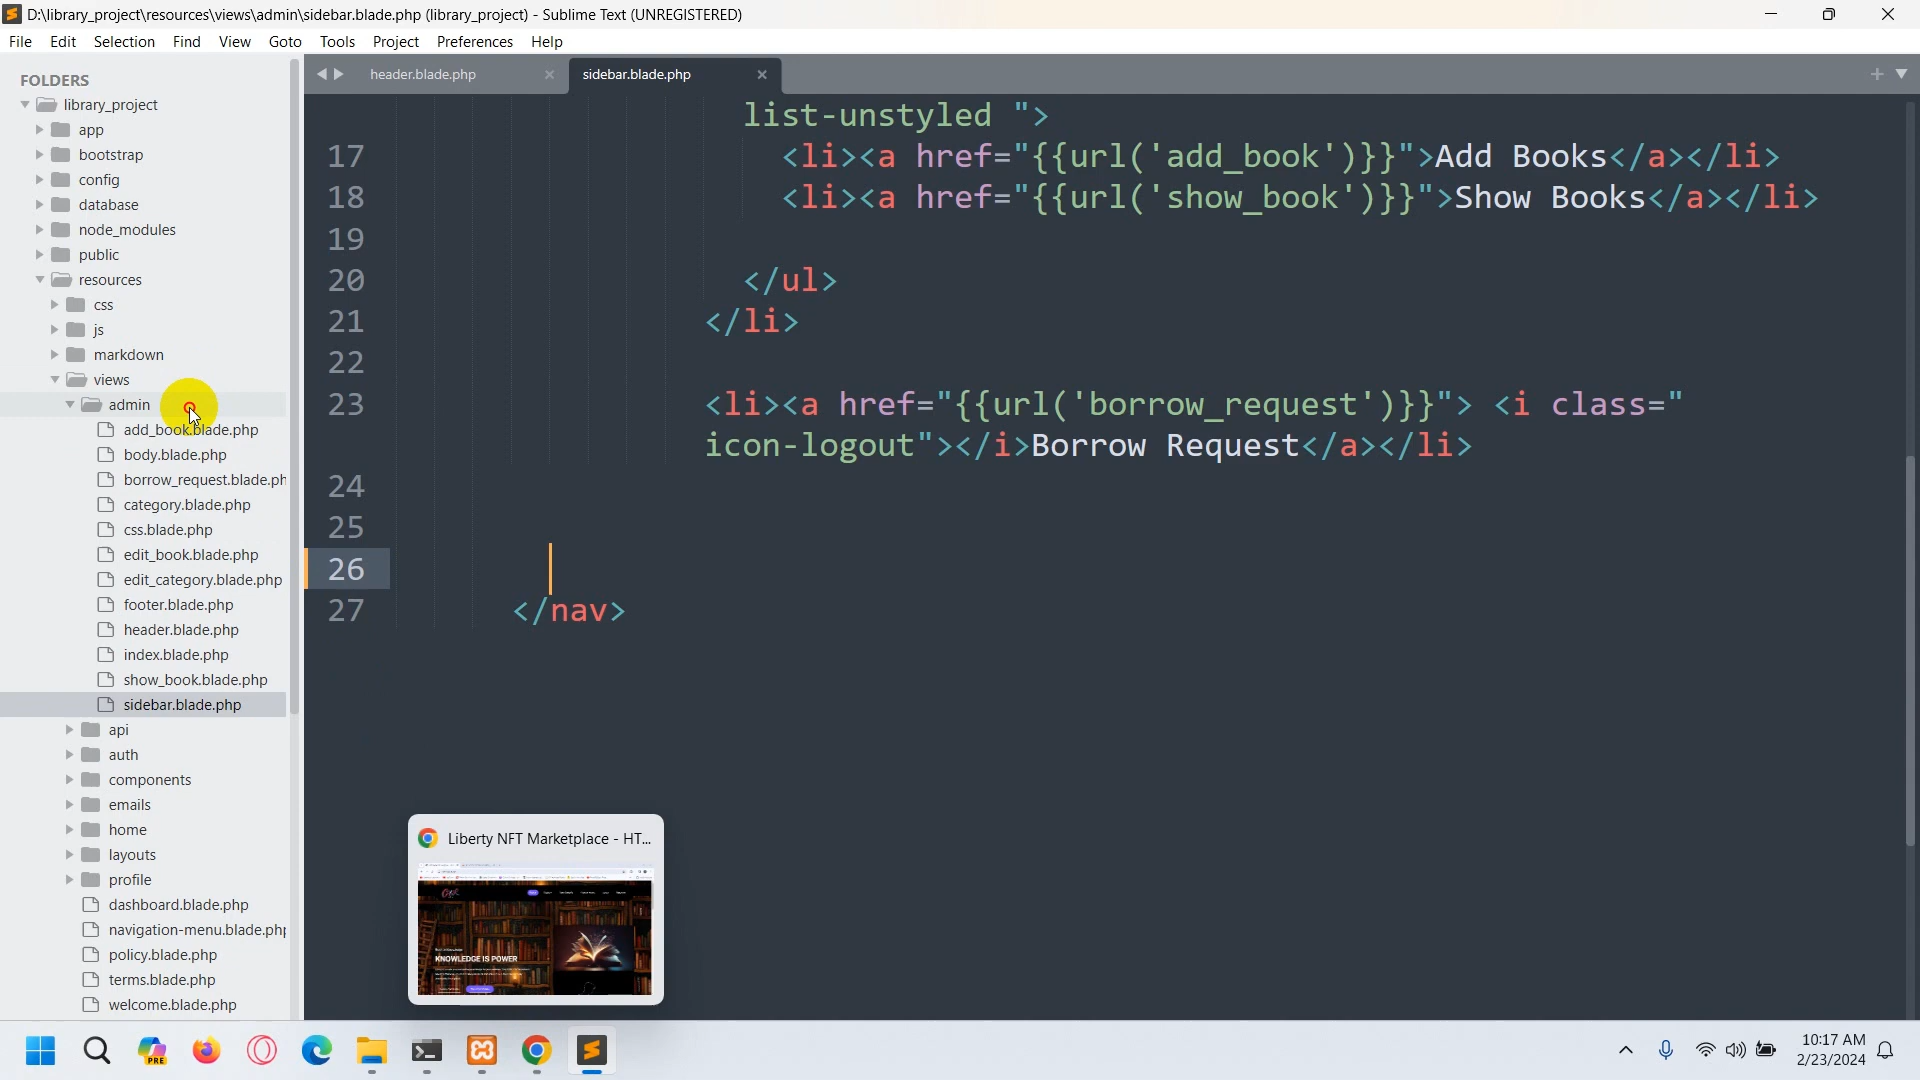 D:\library_project\resources\views\admin\sidebar.blade.php (library_project) - Sublime Text (UNREGISTERED)
File Edit Selection Find View Goto Tools Project Preferences Help
FOLDERS
library_project
app
bootstrap
config
database
node_modules
public
resources
css
js
markdown
views
admin
add_book.blade.php
body.blade.php
borrow_request.blade.ph
category.blade.php
css.blade.php
edit_book.blade.php
edit_category.blade.php
footer.blade.php
header.blade.php
index.blade.php
show_book.blade.php
sidebar.blade.php
api
auth
components
emails
home
layouts
profile
dashboard.blade.php
navigation-menu.blade.php
policy.blade.php
terms.blade.php
welcome.blade.php
header.blade.php
sidebar.blade.php
list-unstyled ">
17 <li><a href="{{url('add_book')}}">Add Books</a></li>
18 <li><a href="{{url('show_book')}}">Show Books</a></li>
19
20 </ul>
21 </li>
22
23 <li><a href="{{url('borrow_request')}}"> <i class="
icon-logout"></i>Borrow Request</a></li>
24
25
26
27 </nav>
Liberty NFT Marketplace - HT...
KNOWLEDGE IS POWER
PRE
10:17 AM
2/23/2024